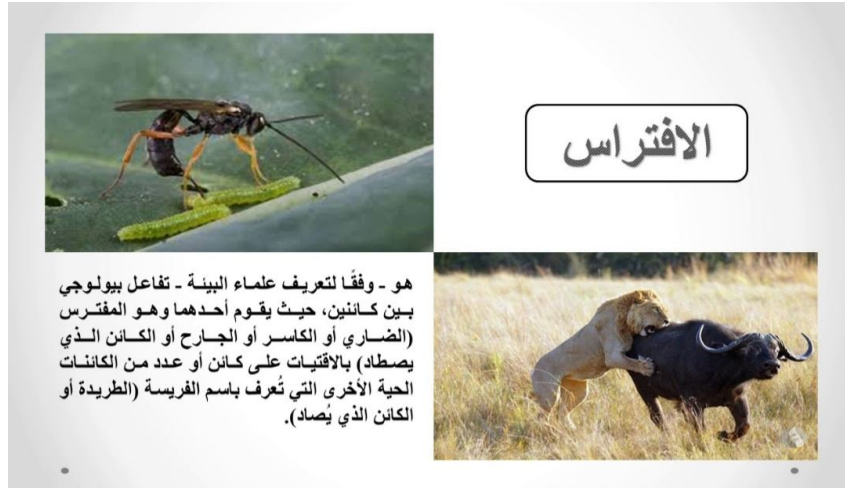 الافتراس
هو - وفقًا لتعريف علماء البيئة - تفاعل بيولوجي
بين كائنين، حيث يقوم أحدهما وهو المفترس
(الضاري أو الكاسر أو الجارح أو الكائن الذي
يصطاد) بالاقتيات على كائن أو عدد من الكائنات
الحية الأخرى التي تُعرف باسم الفريسة (الطريدة أو
الكائن الذي يُصاد).